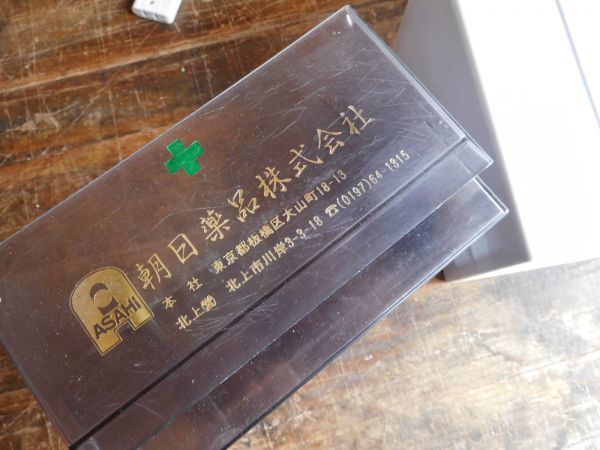 朝日薬品株式会社
本社 東京都板橋区大山町18-13
北上㈱ 北上市川岸3-3-18 ☎(0197)64-1315
ASAHI